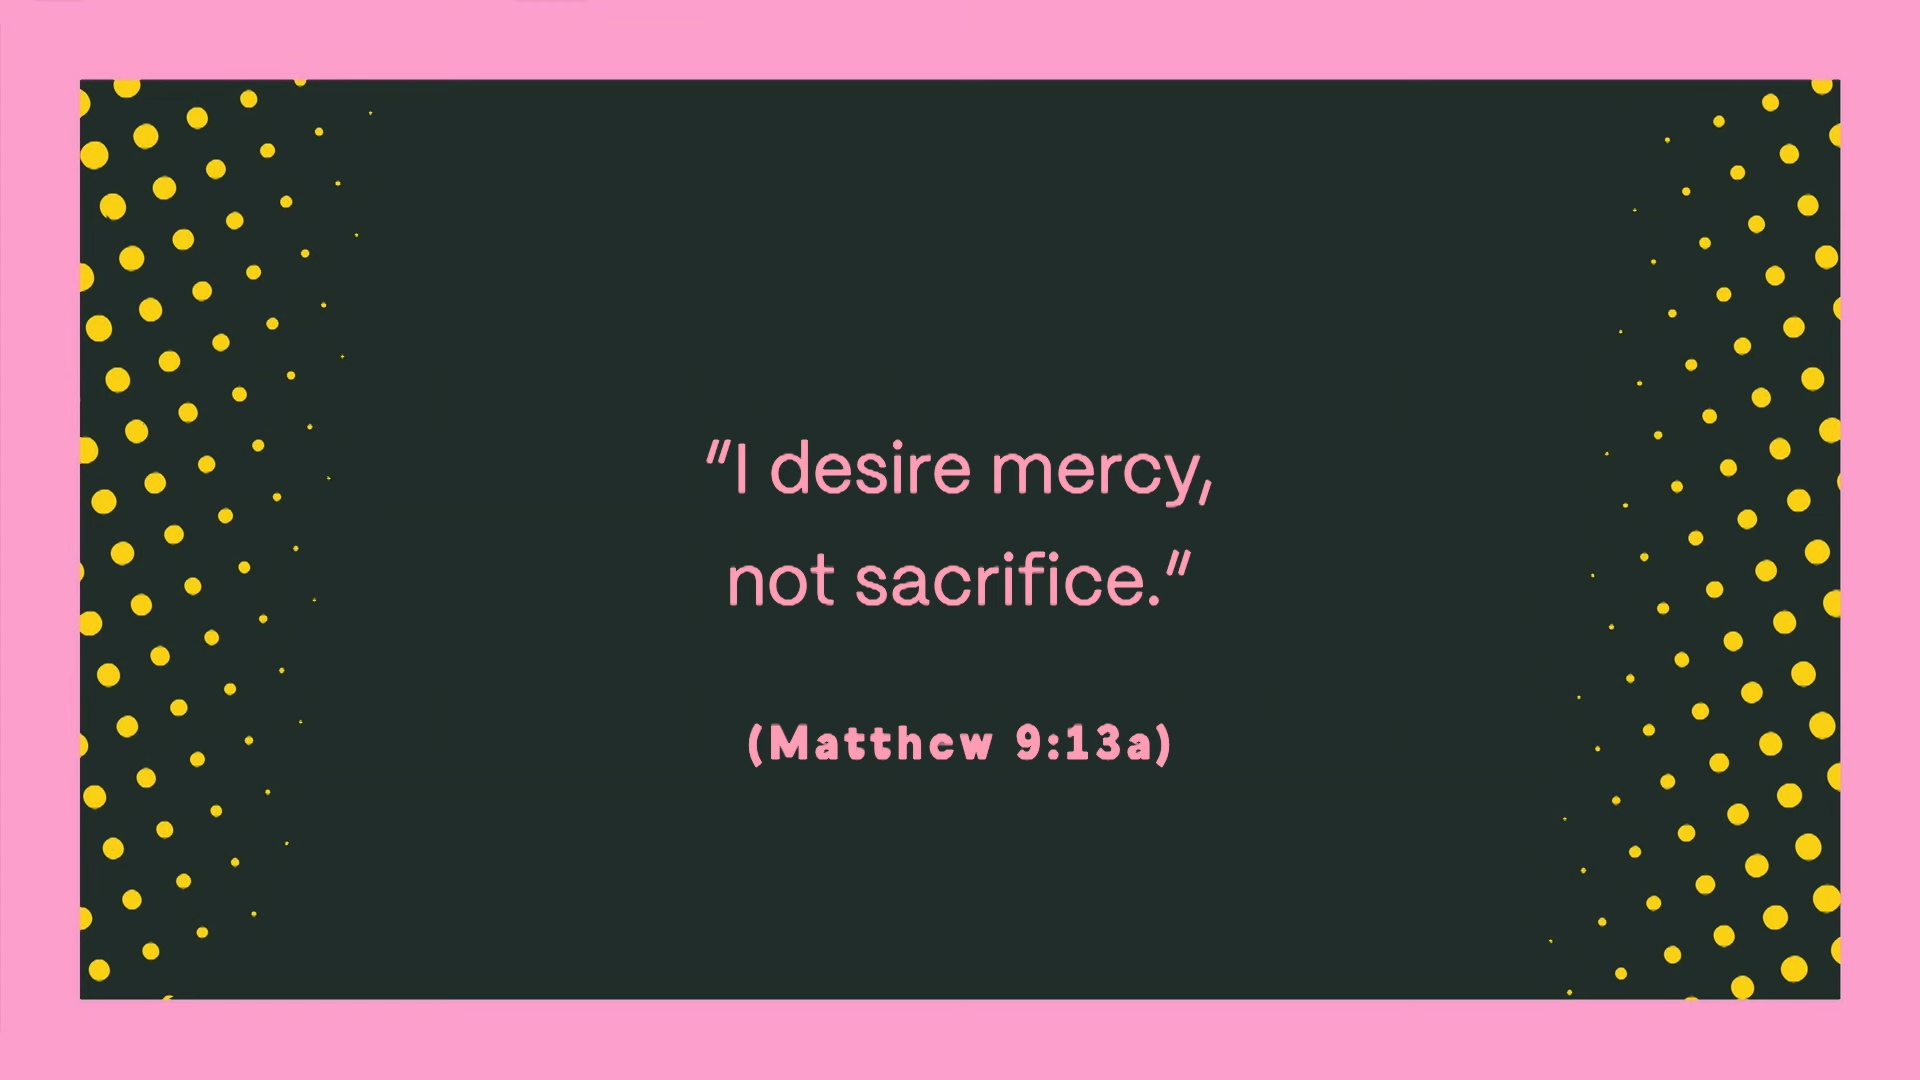 "I desire mercy,
not sacrifice."
(Matthew 9:13a)